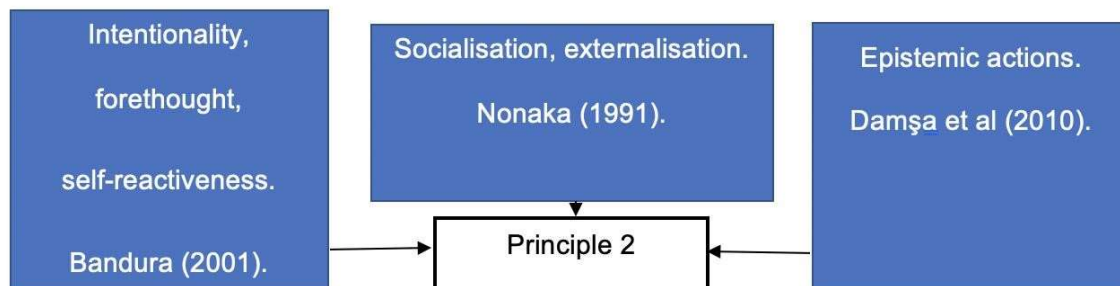 Intentionality,
forethought,
self-reactiveness.
Bandura (2001).
Socialisation, externalisation.
Nonaka (1991).
Epistemic actions.
Damşa et al (2010).
Principle 2